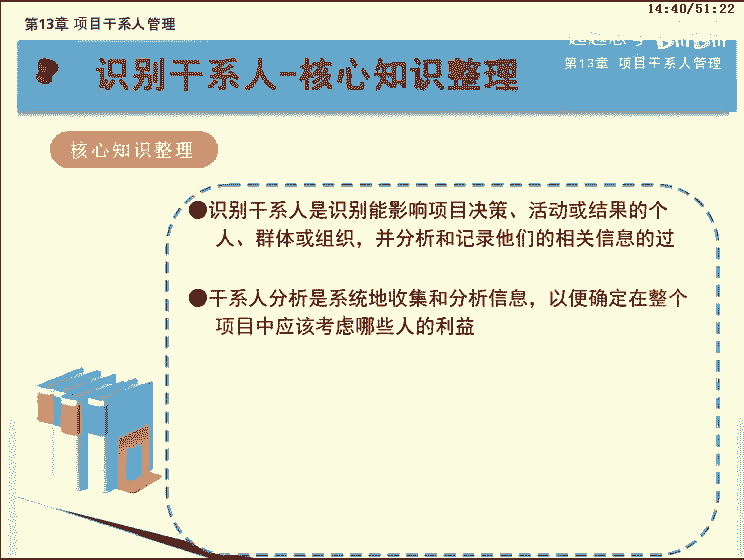 14:40/51:22
第13章 项目干系人管理
识别干系人-核心知识整理
第13章 项目干系人管理
核心知识整理
●识别干系人是识别能影响项目决策、活动或结果的个
人、群体或组织，并分析和记录他们的相关信息的过
●干系人分析是系统地收集和分析信息，以便确定在整个
项目中应该考虑哪些人的利益